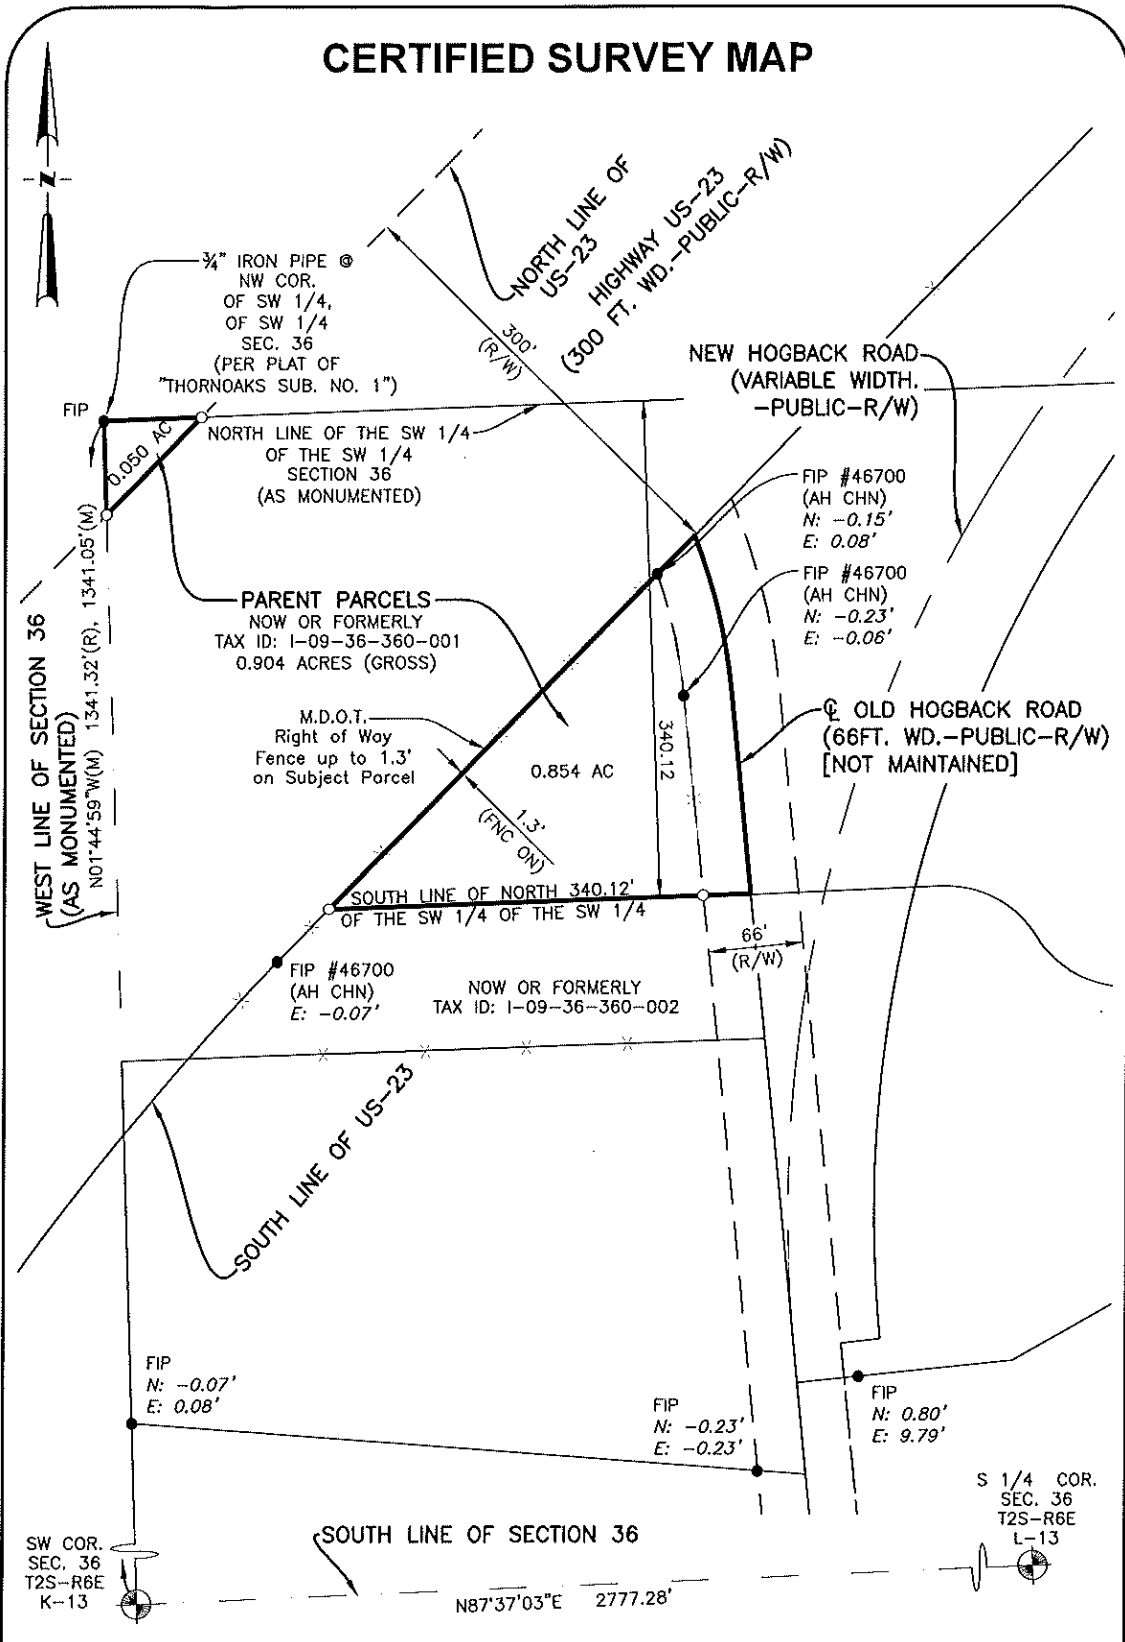 CERTIFIED SURVEY MAP
N
NORTH LINE OF
US-23
HIGHWAY US-23
(300 FT. WD.-PUBLIC-R/W)
300'
(R/W)
¾" IRON PIPE @
NW COR.
OF SW 1/4,
OF SW 1/4
SEC. 36
(PER PLAT OF
"THORNOAKS SUB. NO. 1")
FIP
0.050 AC
NORTH LINE OF THE SW 1/4
OF THE SW 1/4
SECTION 36
(AS MONUMENTED)
NEW HOGBACK ROAD
(VARIABLE WIDTH.
-PUBLIC-R/W)
FIP #46700
(AH CHN)
N: -0.15'
E: 0.08'
FIP #46700
(AH CHN)
N: -0.23'
E: -0.06'
PARENT PARCELS
NOW OR FORMERLY
TAX ID: I-09-36-360-001
0.904 ACRES (GROSS)
WEST LINE OF SECTION 36
(AS MONUMENTED)
N01°44'59"W(M) 1341.32'(R), 1341.05'(M)
M.D.O.T.
Right of Way
Fence up to 1.3'
on Subject Parcel
0.854 AC
340.12
1.3'
(FNC ON)
℄ OLD HOGBACK ROAD
(66FT. WD.-PUBLIC-R/W)
[NOT MAINTAINED]
SOUTH LINE OF NORTH 340.12'
OF THE SW 1/4 OF THE SW 1/4
66'
(R/W)
FIP #46700
(AH CHN)
E: -0.07'
NOW OR FORMERLY
TAX ID: I-09-36-360-002
SOUTH LINE OF US-23
FIP
N: -0.07'
E: 0.08'
FIP
N: -0.23'
E: -0.23'
FIP
N: 0.80'
E: 9.79'
S 1/4 COR.
SEC. 36
T2S-R6E
L-13
SW COR.
SEC. 36
T2S-R6E
K-13
SOUTH LINE OF SECTION 36
N87°37'03"E 2777.28'